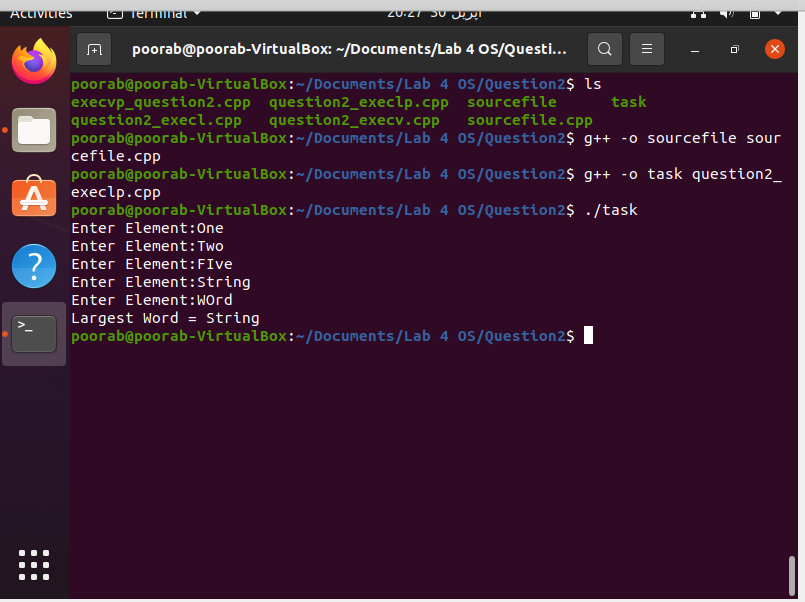 Activities Terminal 20:27 30 اپریل
poorab@poorab-VirtualBox: ~/Documents/Lab 4 OS/Questi...
poorab@poorab-VirtualBox:~/Documents/Lab 4 OS/Question2$ ls
execvp_question2.cpp question2_execlp.cpp sourcefile task
question2_execl.cpp question2_execv.cpp sourcefile.cpp
poorab@poorab-VirtualBox:~/Documents/Lab 4 OS/Question2$ g++ -o sourcefile sour
cefile.cpp
poorab@poorab-VirtualBox:~/Documents/Lab 4 OS/Question2$ g++ -o task question2_
execlp.cpp
poorab@poorab-VirtualBox:~/Documents/Lab 4 OS/Question2$ ./task
Enter Element:One
Enter Element:Two
Enter Element:FIve
Enter Element:String
Enter Element:WOrd
Largest Word = String
poorab@poorab-VirtualBox:~/Documents/Lab 4 OS/Question2$